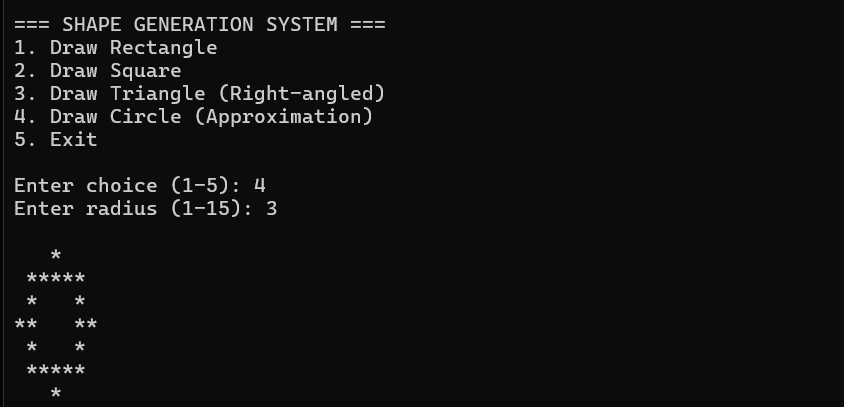 === SHAPE GENERATION SYSTEM ===
1. Draw Rectangle
2. Draw Square
3. Draw Triangle (Right-angled)
4. Draw Circle (Approximation)
5. Exit

Enter choice (1-5): 4
Enter radius (1-15): 3

   *
 *****
 *   *
**   **
 *   *
 *****
   *